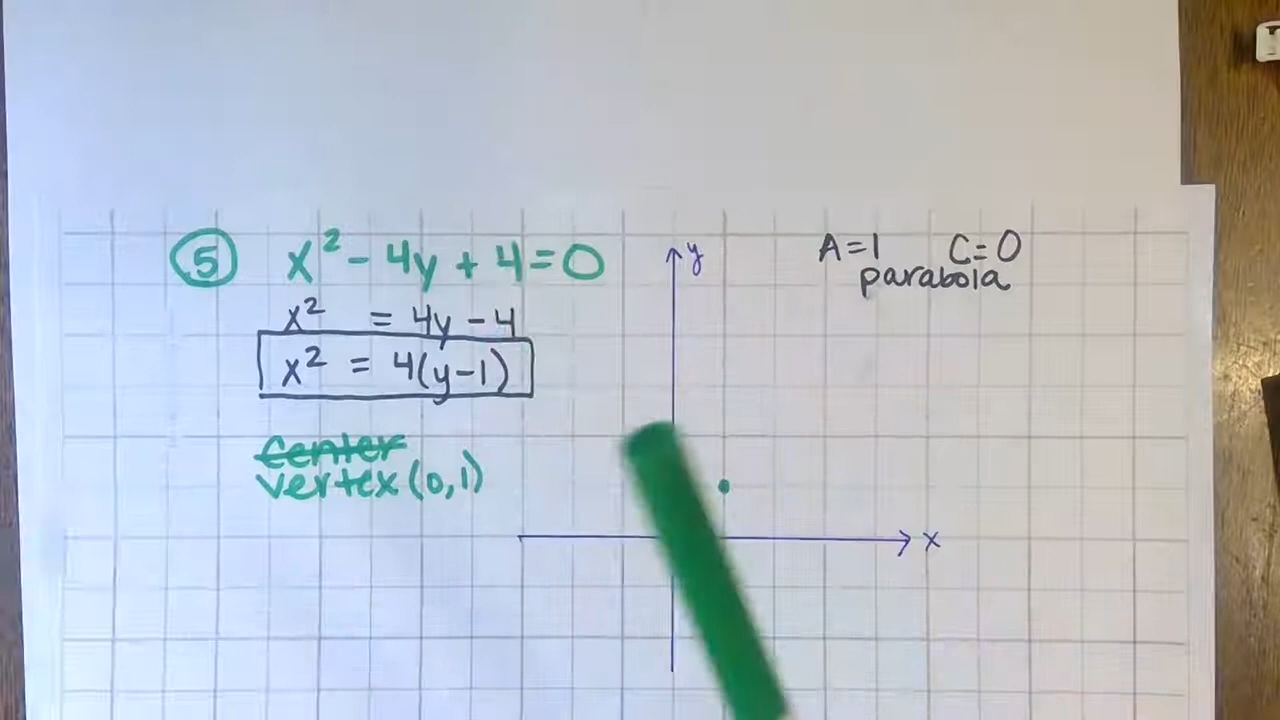 5 x² - 4y + 4 = 0
x² = 4y - 4
x² = 4(y-1)
center
vertex (0,1)
y
x
A=1 C=0
parabola